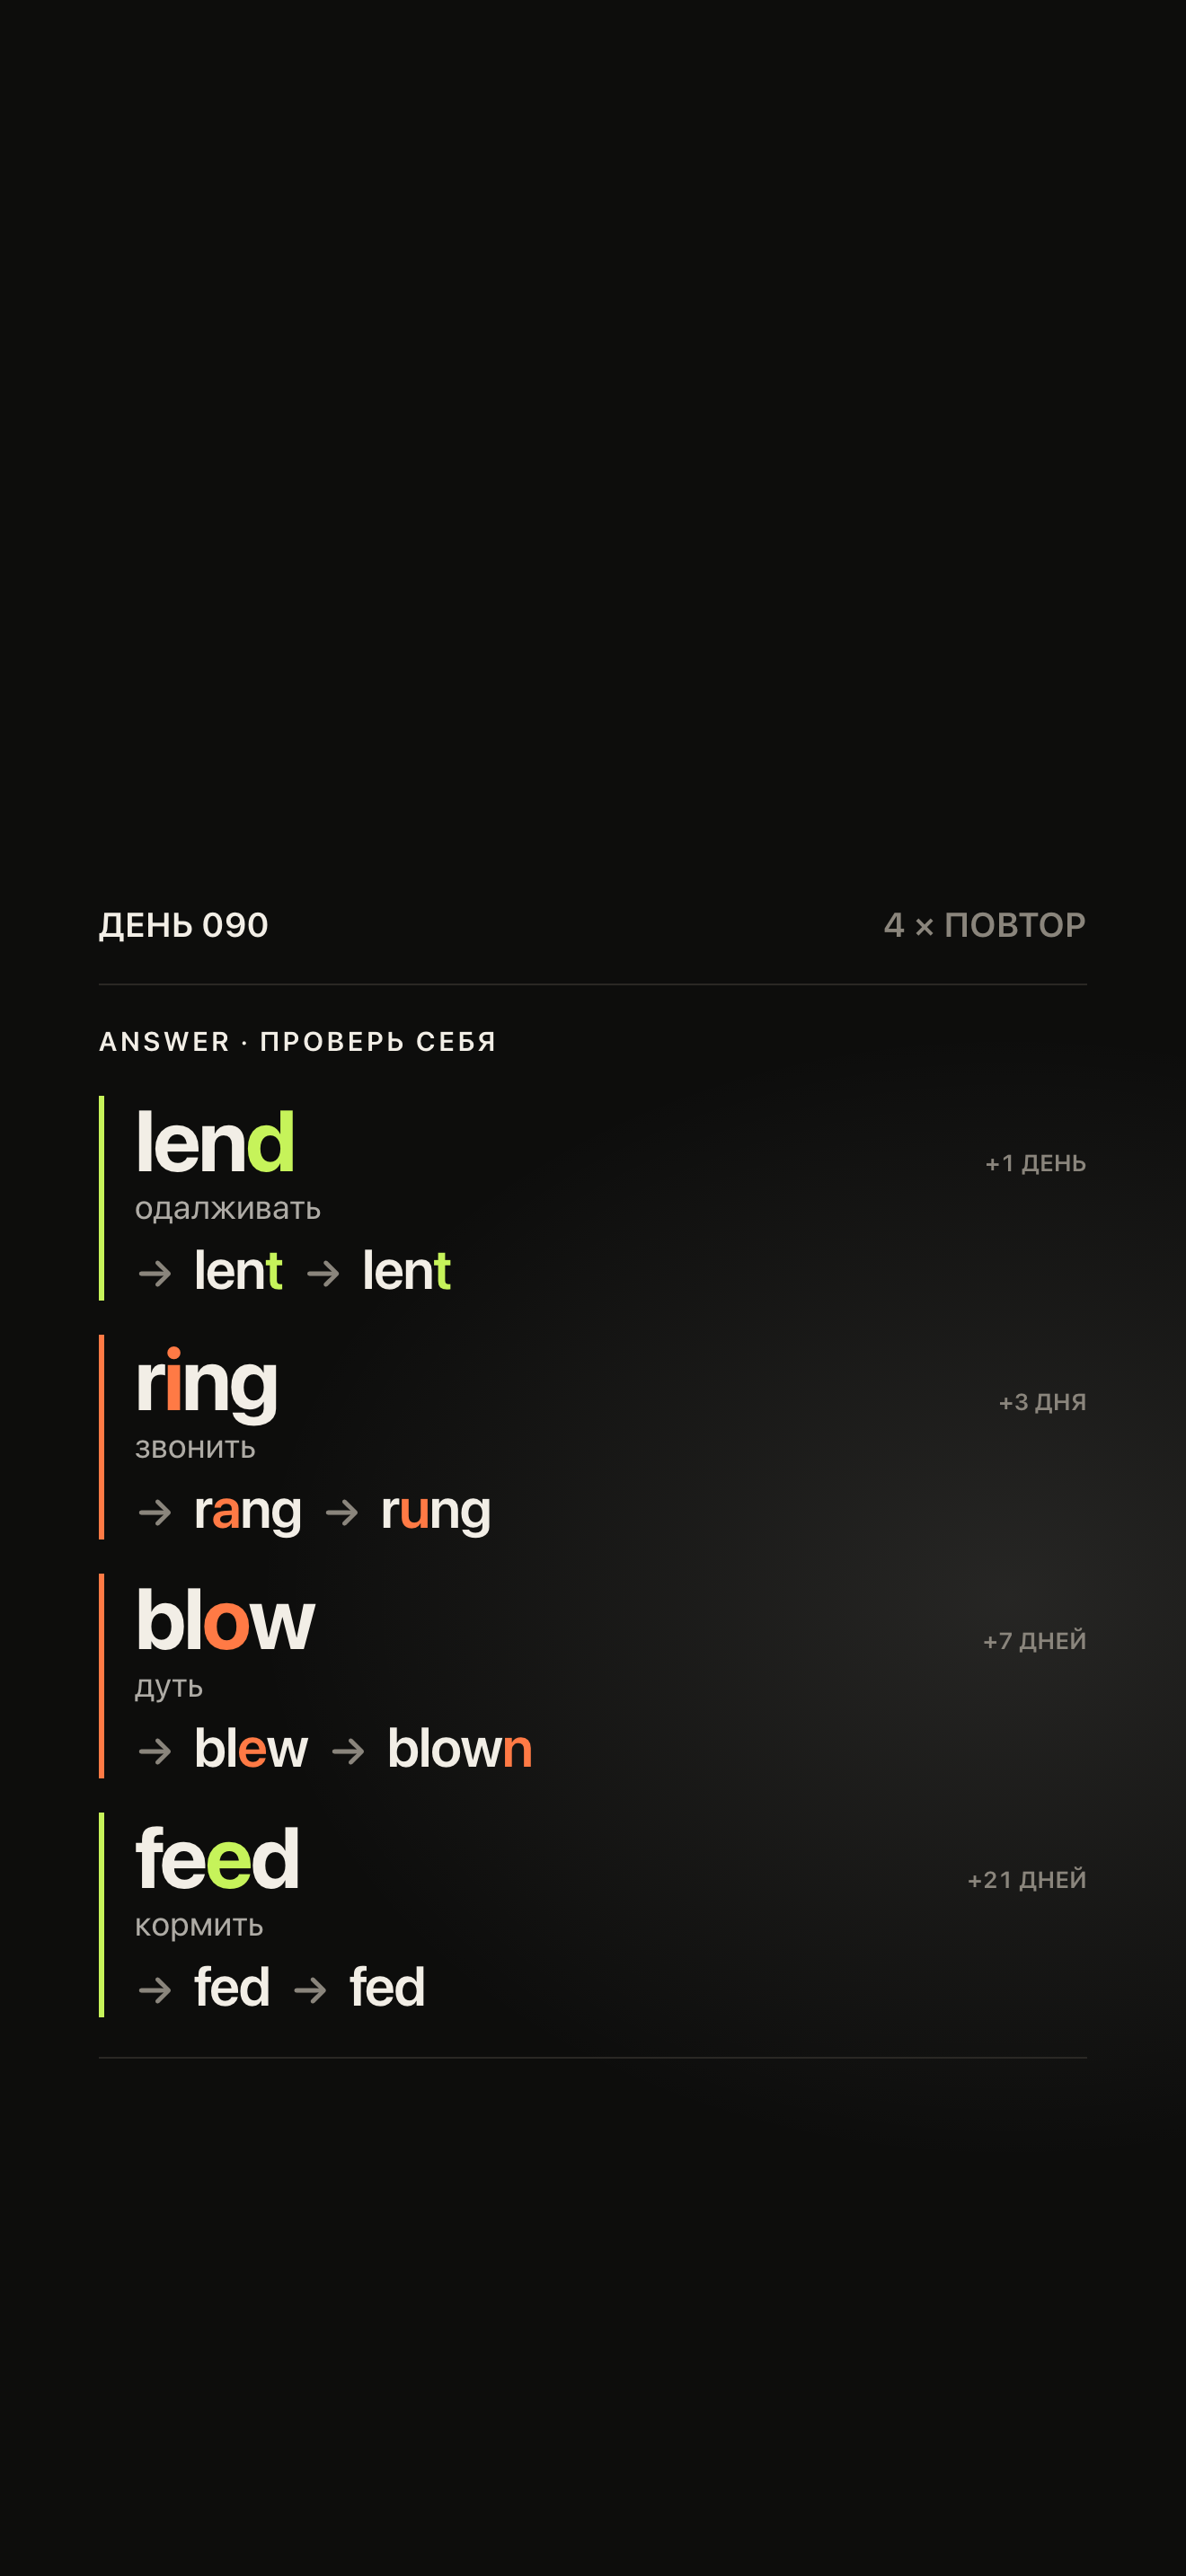 ДЕНЬ 090 4 × ПОВТОР
ANSWER · ПРОВЕРЬ СЕБЯ
lend
+1 ДЕНЬ
одалживать
→ lent → lent
ring
+3 ДНЯ
звонить
→ rang → rung
blow
+7 ДНЕЙ
дуть
→ blew → blown
feed
+21 ДНЕЙ
кормить
→ fed → fed